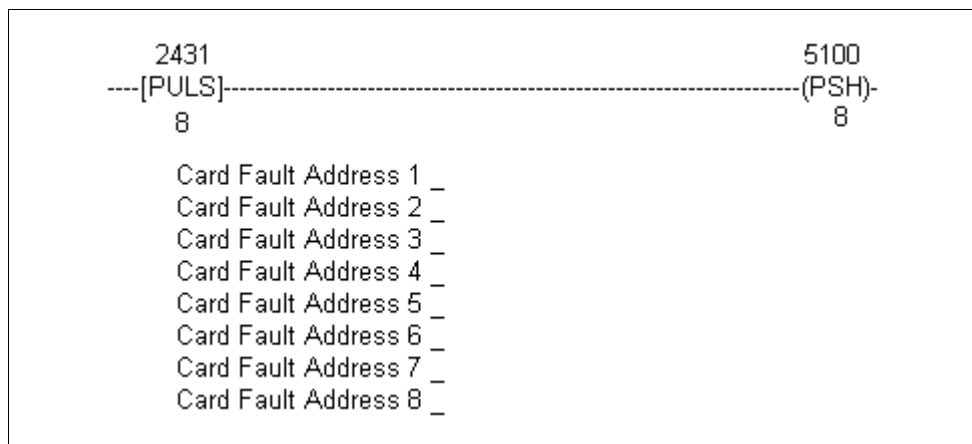 2431 5100
----[PULS]------------------------------------------------------------------------(PSH)-
8 8
Card Fault Address 1 _
Card Fault Address 2 _
Card Fault Address 3 _
Card Fault Address 4 _
Card Fault Address 5 _
Card Fault Address 6 _
Card Fault Address 7 _
Card Fault Address 8 _